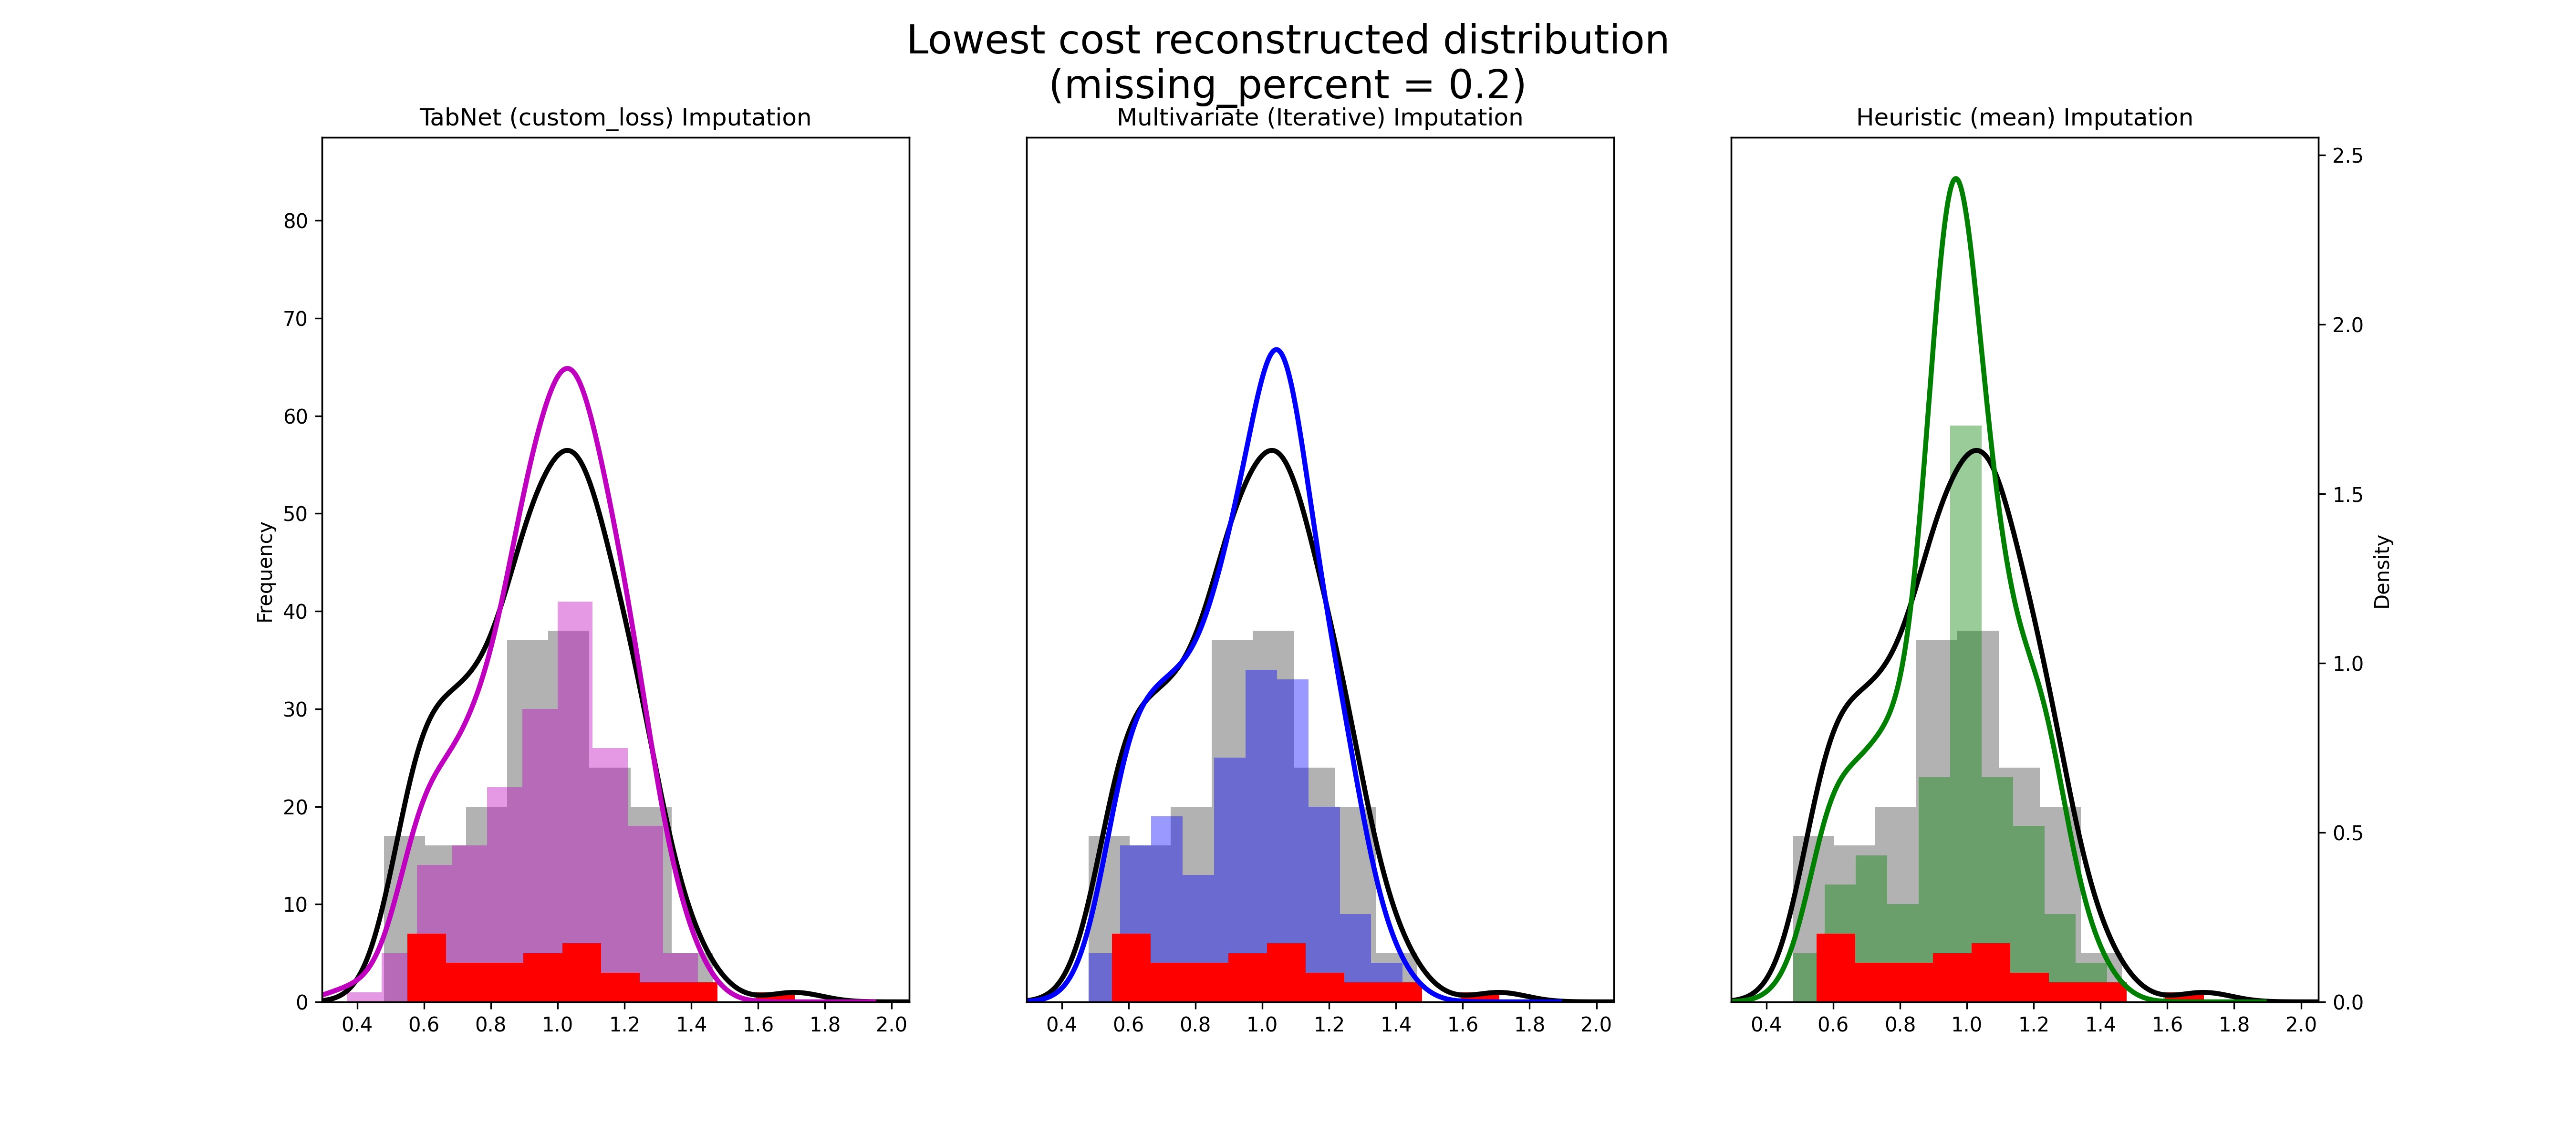 Lowest cost reconstructed distribution
(missing_percent = 0.2)
TabNet (custom_loss) Imputation
Multivariate (Iterative) Imputation
Heuristic (mean) Imputation
Frequency
80
70
60
50
40
30
20
10
0
0.4 0.6 0.8 1.0 1.2 1.4 1.6 1.8 2.0
0.4 0.6 0.8 1.0 1.2 1.4 1.6 1.8 2.0
0.4 0.6 0.8 1.0 1.2 1.4 1.6 1.8 2.0
2.5
2.0
1.5
1.0
0.5
0.0
Density